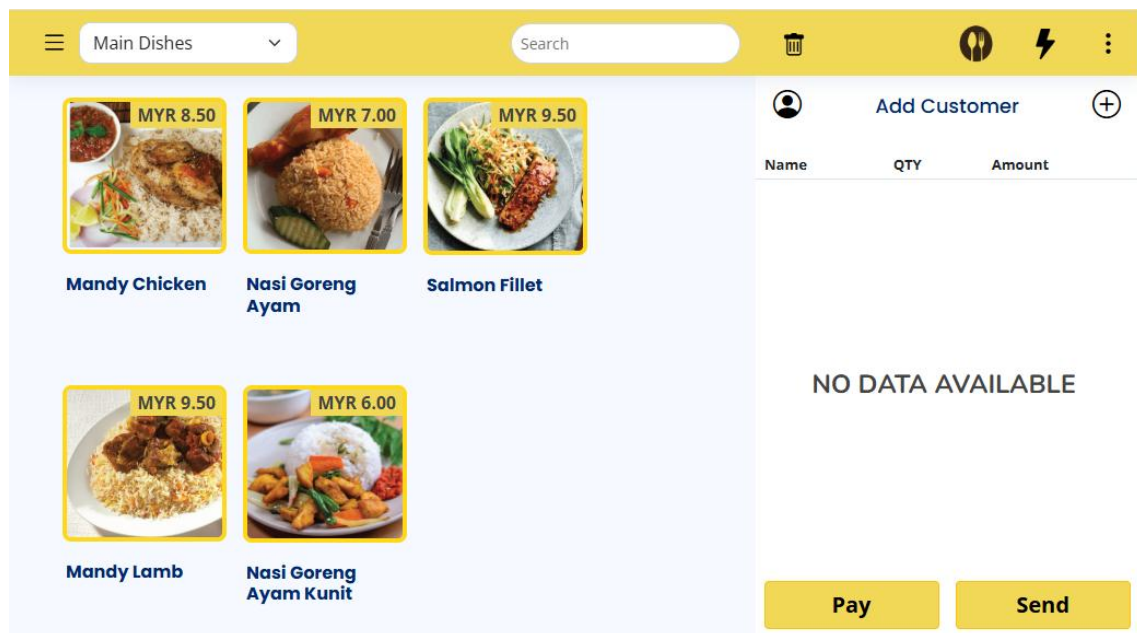 Main Dishes
Search
Add Customer
Name QTY Amount
MYR 8.50
MYR 7.00
MYR 9.50
Mandy Chicken
Nasi Goreng
Ayam
Salmon Fillet
NO DATA AVAILABLE
MYR 9.50
MYR 6.00
Mandy Lamb
Nasi Goreng
Ayam Kunit
Pay
Send